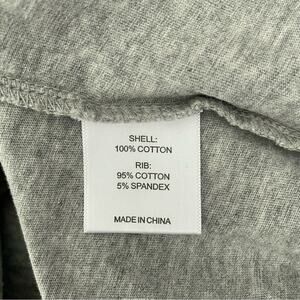 SHELL:
100% COTTON
RIB:
95% COTTON
5% SPANDEX
MADE IN CHINA